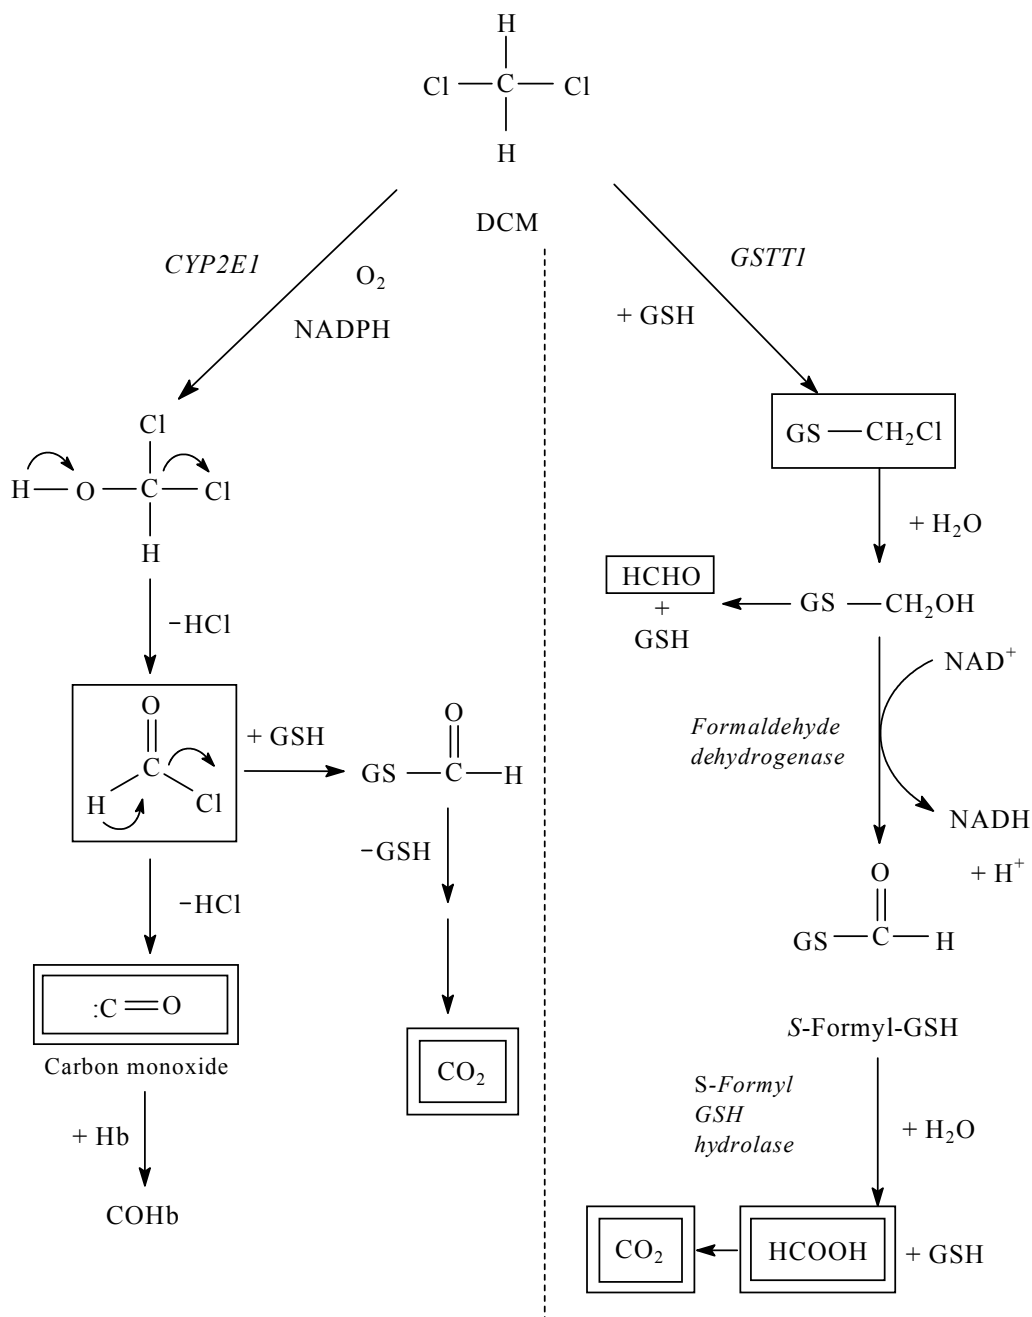 H
Cl — C — Cl
H
DCM
CYP2E1
O₂
NADPH
GSTT1
+ GSH
Cl
H — O — C — Cl
H
−HCl
O
C
H
Cl
+ GSH
O
GS — C — H
−GSH
CO₂
−HCl
:C=O
Carbon monoxide
+ Hb
COHb
GS — CH₂Cl
+ H₂O
HCHO
+
GSH
GS — CH₂OH
NAD⁺
Formaldehyde
dehydrogenase
NADH
+ H⁺
O
GS — C — H
S-Formyl-GSH
S-Formyl
GSH
hydrolase
+ H₂O
CO₂
HCOOH
+ GSH